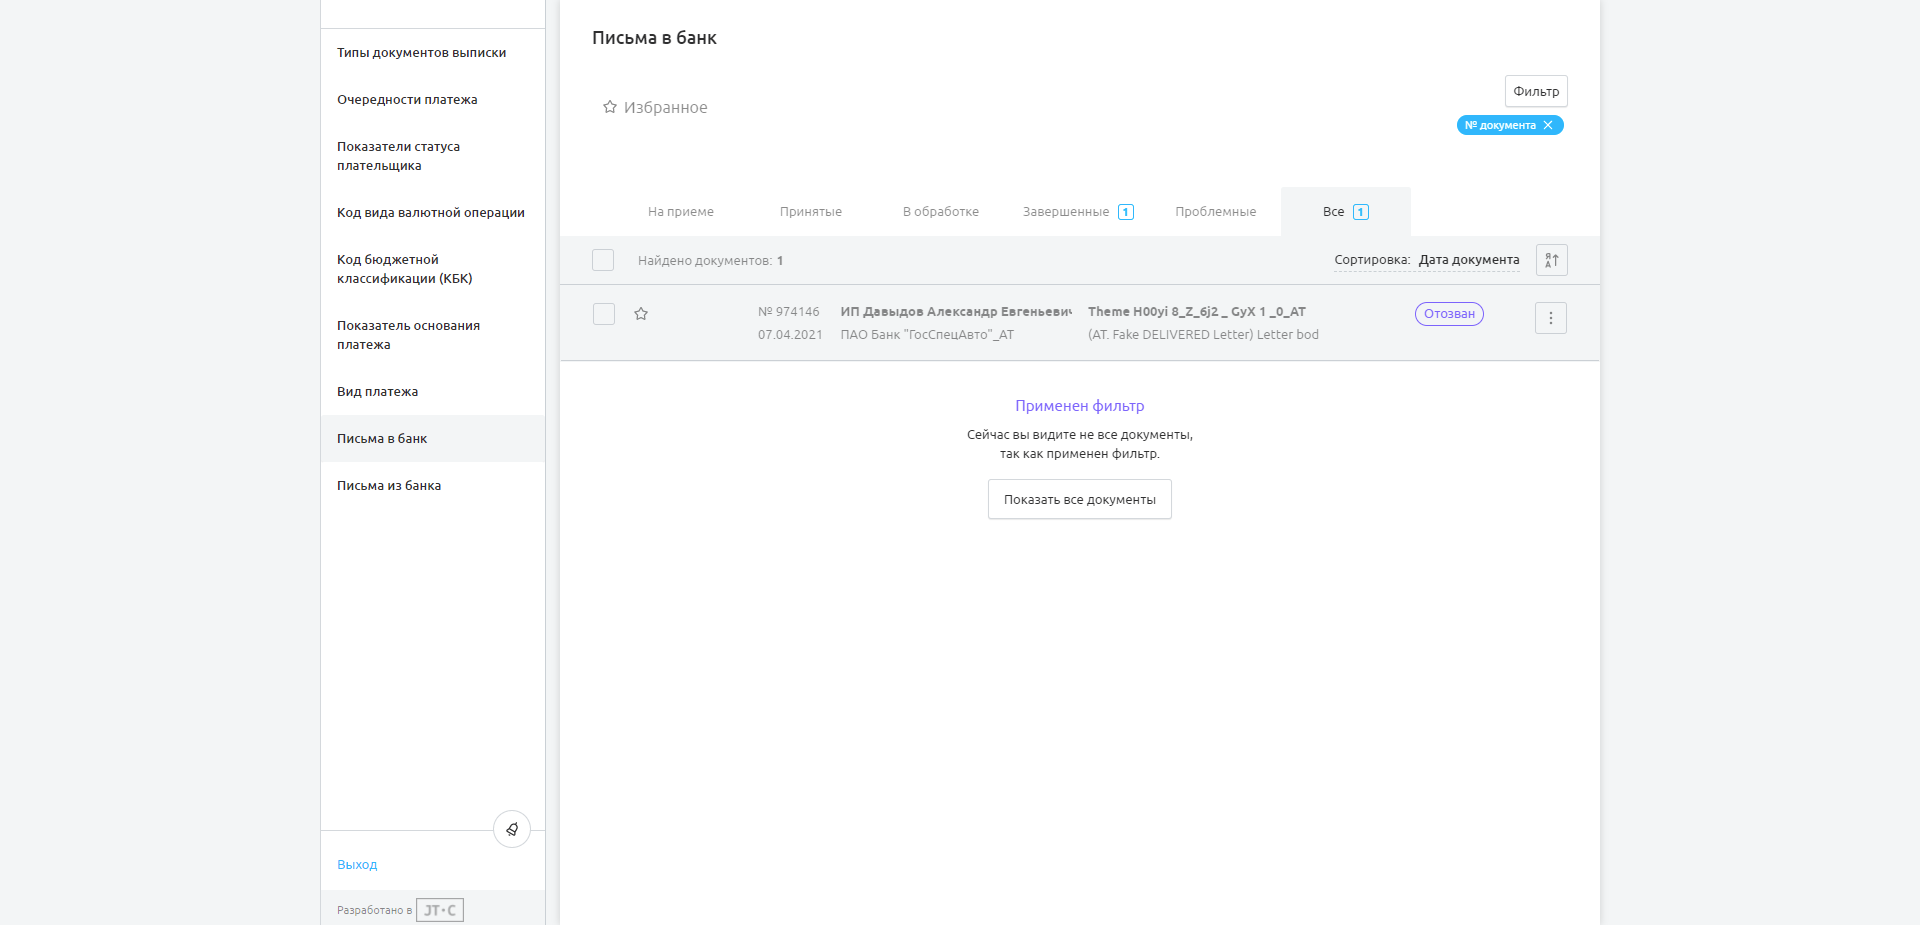 Типы документов выписки
Очередности платежа
Показатели статуса
плательщика
Код вида валютной операции
Код бюджетной
классификации (КБК)
Показатель основания
платежа
Вид платежа
Письма в банк
Письма из банка
Выход
Разработано в JT·C
Письма в банк
Избранное
Фильтр
№ документа
На приеме Принятые В обработке Завершенные 1 Проблемные Все 1
Найдено документов: 1 Сортировка: Дата документа
№ 974146 ИП Давыдов Александр Евгеньевич Theme H00yi 8_Z_6j2 _ GyX 1 _0_AT Отозван
07.04.2021 ПАО Банк "ГосСпецАвто"_АТ (AT. Fake DELIVERED Letter) Letter bod
Применен фильтр
Сейчас вы видите не все документы,
так как применен фильтр.
Показать все документы